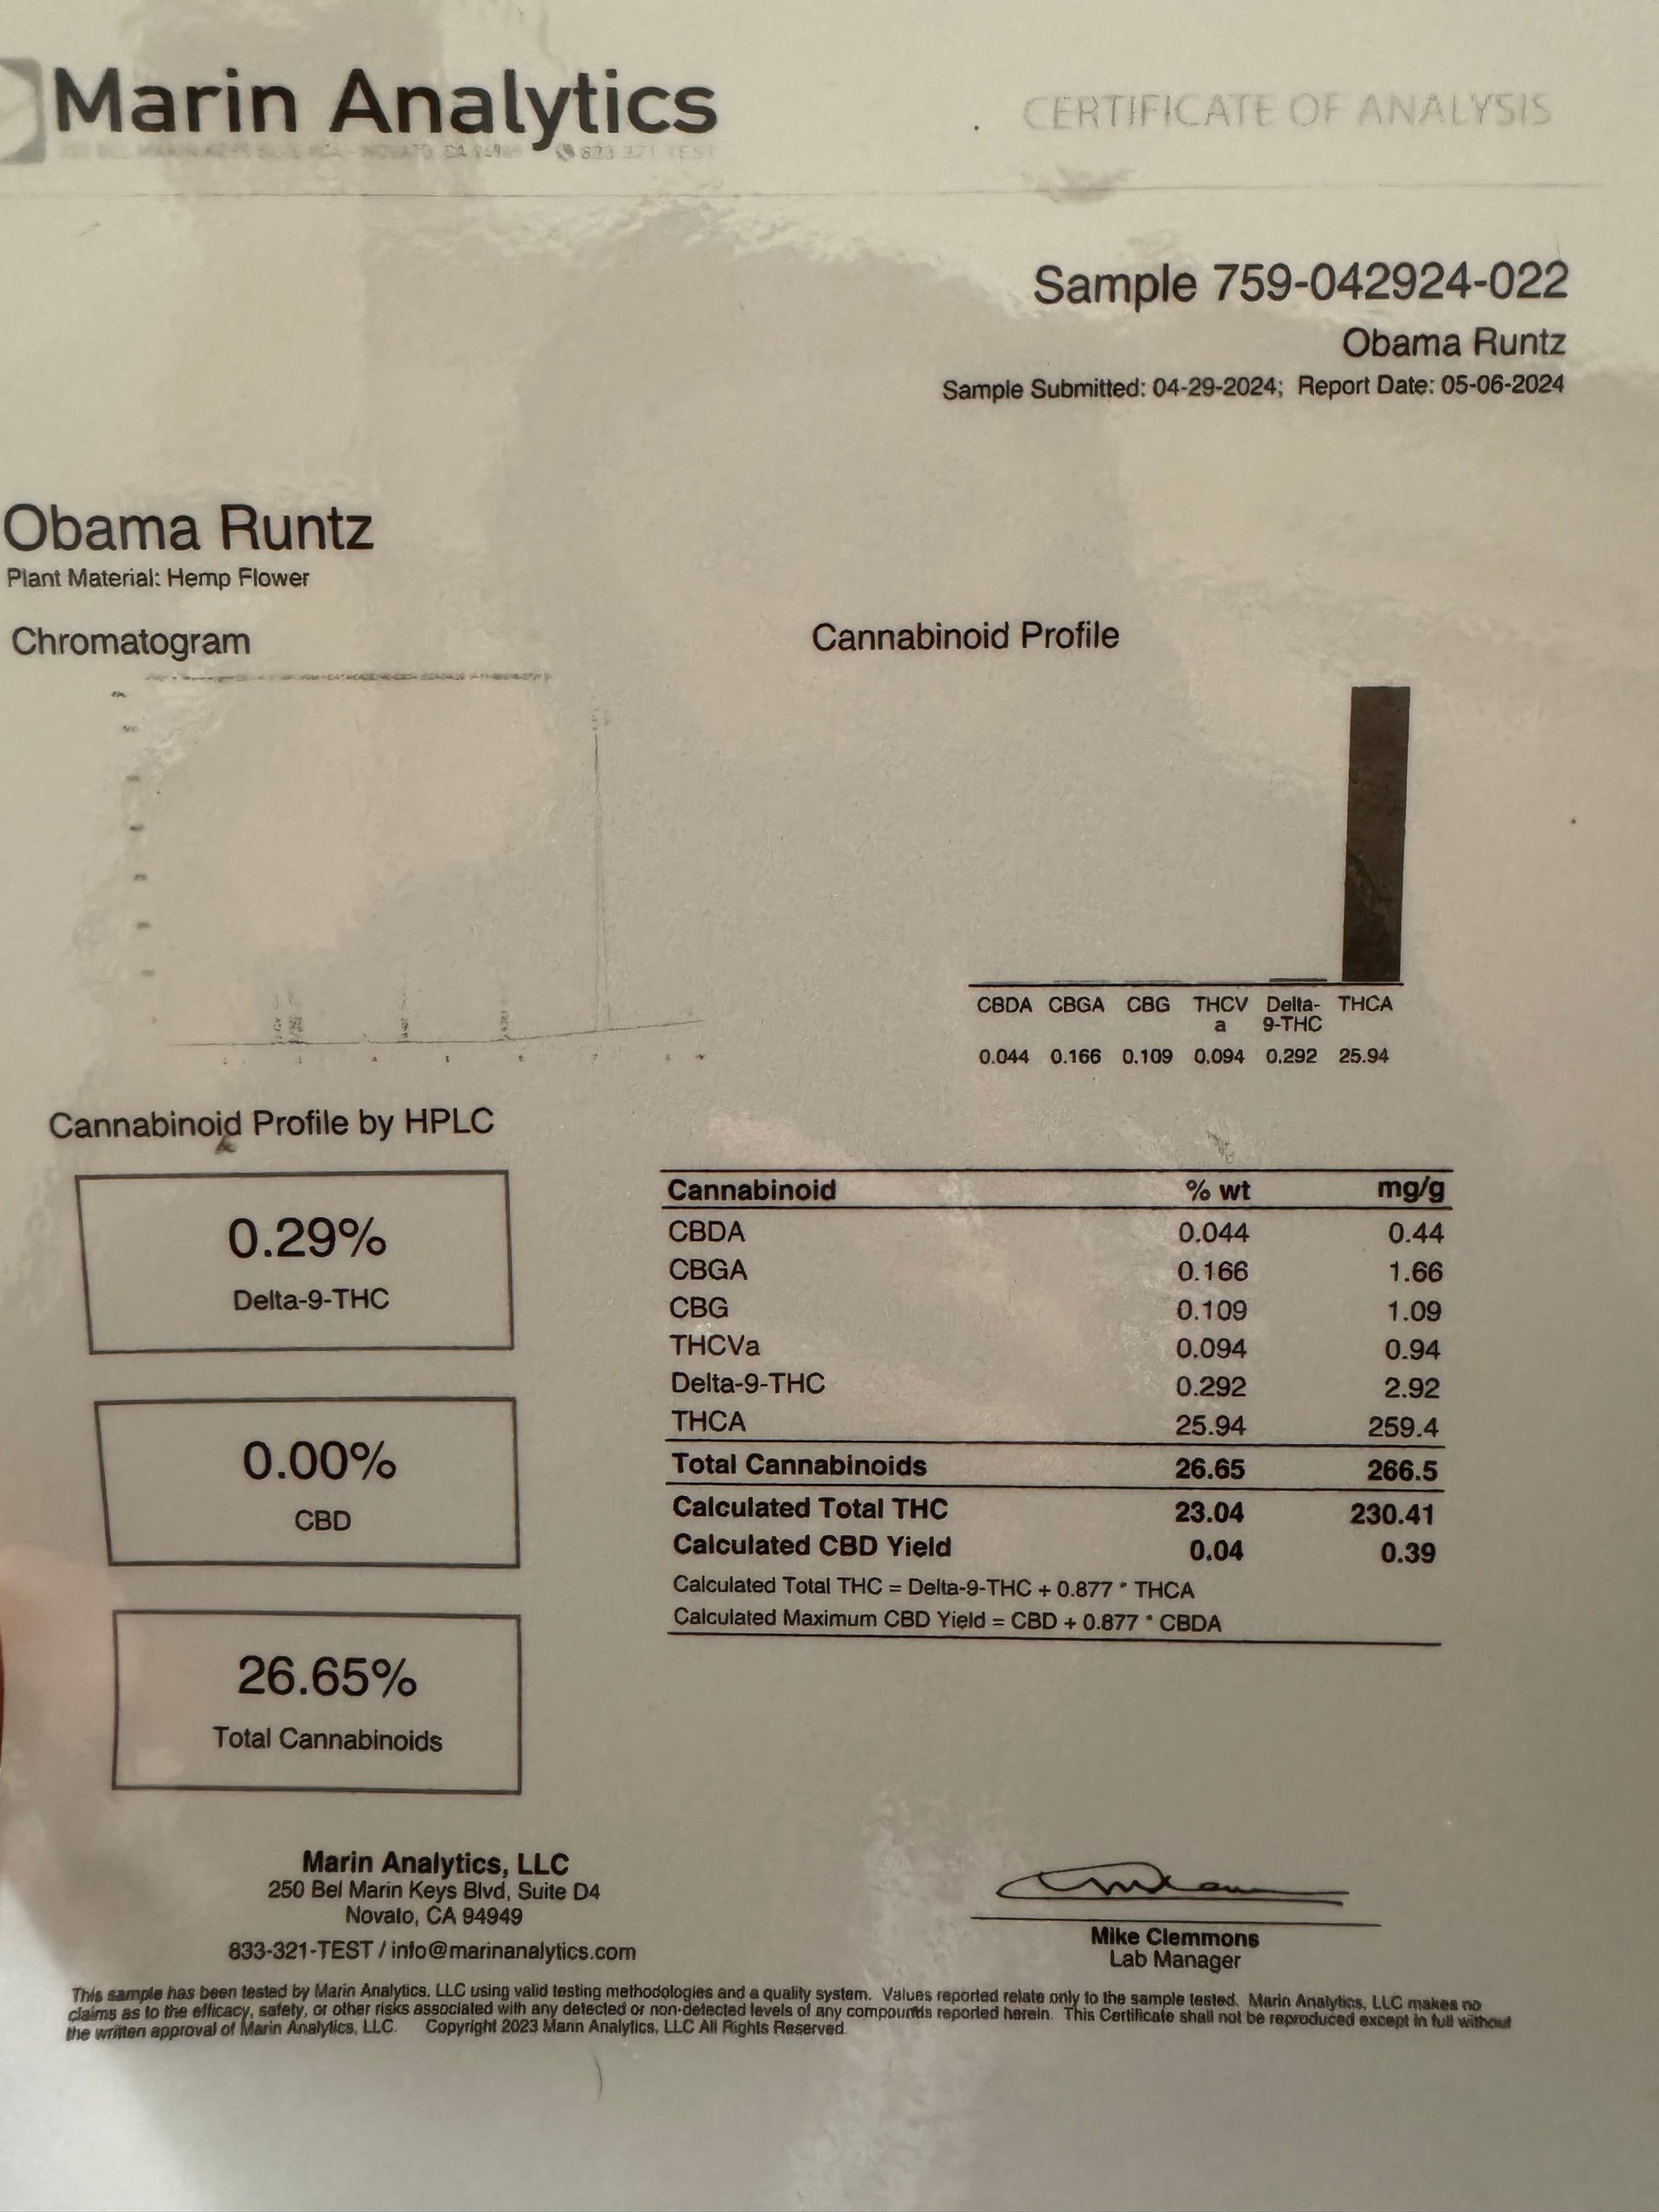 Marin Analytics
CERTIFICATE OF ANALYSIS
Sample 759-042924-022
Obama Runtz
Sample Submitted: 04-29-2024; Report Date: 05-06-2024
Obama Runtz
Plant Material: Hemp Flower
Chromatogram
Cannabinoid Profile
CBDA CBGA CBG THCV Delta- THCA
a 9-THC
0.044 0.166 0.109 0.094 0.292 25.94
Cannabinoid Profile by HPLC
0.29%
Delta-9-THC
0.00%
CBD
26.65%
Total Cannabinoids
Cannabinoid % wt mg/g
CBDA 0.044 0.44
CBGA 0.166 1.66
CBG 0.109 1.09
THCVa 0.094 0.94
Delta-9-THC 0.292 2.92
THCA 25.94 259.4
Total Cannabinoids 26.65 266.5
Calculated Total THC 23.04 230.41
Calculated CBD Yield 0.04 0.39
Calculated Total THC = Delta-9-THC + 0.877 * THCA
Calculated Maximum CBD Yield = CBD + 0.877 * CBDA
Marin Analytics, LLC
250 Bel Marin Keys Blvd, Suite D4
Novato, CA 94949
833-321-TEST / info@marinanalytics.com
Mike Clemmons
Lab Manager
This sample has been tested by Marin Analytics, LLC using valid testing methodologies and a quality system. Values reported relate only to the sample tested. Marin Analytics, LLC makes no
claims as to the efficacy, safety, or other risks associated with any detected or non-detected levels of any compounds reported herein. This Certificate shall not be reproduced except in full without
the written approval of Marin Analytics, LLC. Copyright 2023 Marin Analytics, LLC All Rights Reserved.